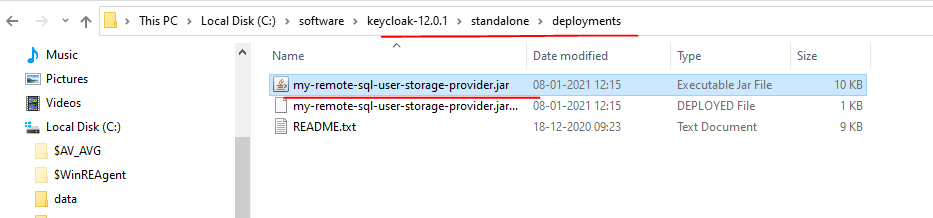 This PC > Local Disk (C:) > software > keycloak-12.0.1 > standalone > deployments
Name Date modified Type Size
Music
Pictures
Videos
Local Disk (C:)
$AV_AVG
$WinREAgent
data
my-remote-sql-user-storage-provider.jar 08-01-2021 12:15 Executable Jar File 10 KB
my-remote-sql-user-storage-provider.jar... 08-01-2021 12:15 DEPLOYED File 1 KB
README.txt 18-12-2020 09:23 Text Document 9 KB